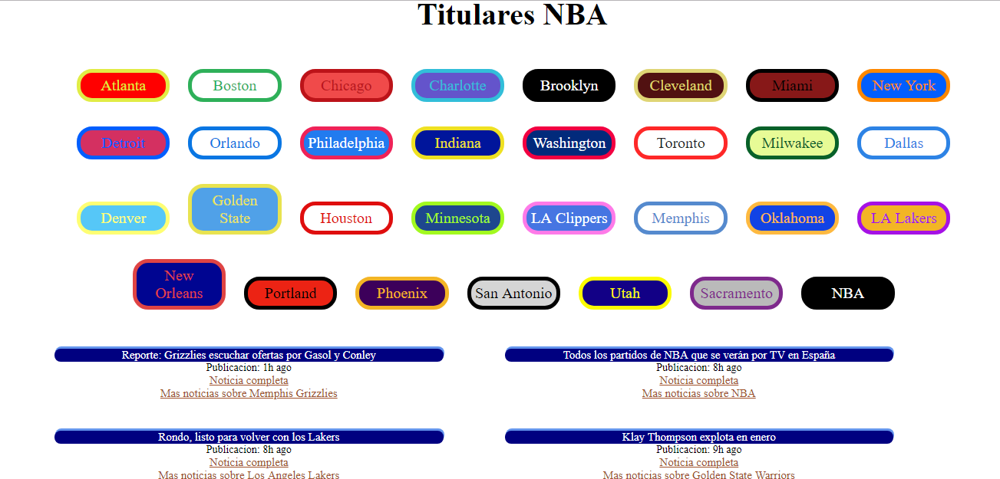 Titulares NBA
Atlanta Boston Chicago Charlotte Brooklyn Cleveland Miami New York
Detroit Orlando Philadelphia Indiana Washington Toronto Milwakee Dallas
Denver Golden State Houston Minnesota LA Clippers Memphis Oklahoma LA Lakers
New Orleans Portland Phoenix San Antonio Utah Sacramento NBA
Reporte: Grizzlies escuchar ofertas por Gasol y Conley
Publicacion: 1h ago
Noticia completa
Mas noticias sobre Memphis Grizzlies
Todos los partidos de NBA que se verán por TV en España
Publicacion: 8h ago
Noticia completa
Mas noticias sobre NBA
Rondo, listo para volver con los Lakers
Publicacion: 8h ago
Noticia completa
Mas noticias sobre Los Angeles Lakers
Klay Thompson explota en enero
Publicacion: 9h ago
Noticia completa
Mas noticias sobre Golden State Warriors